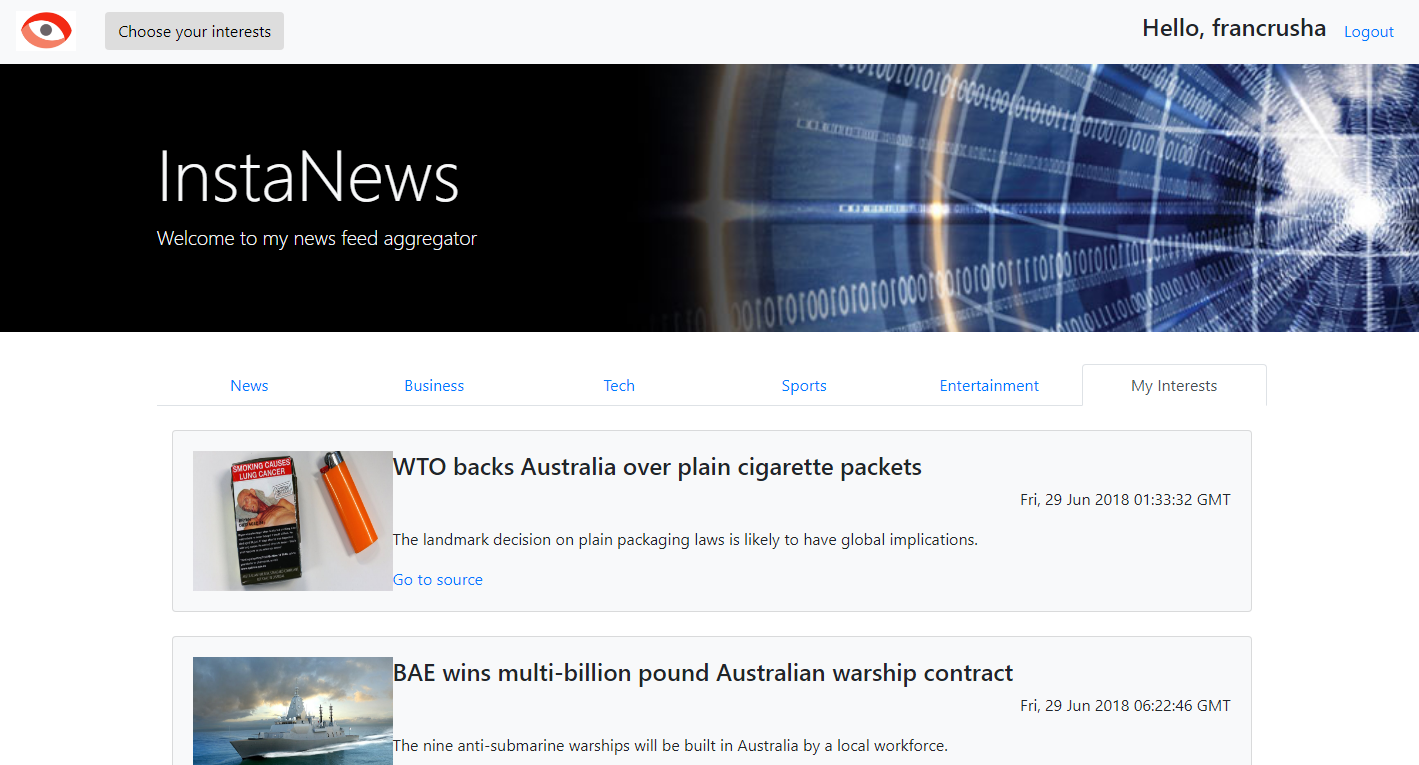 Choose your interests
Hello, francrusha
Logout
InstaNews
Welcome to my news feed aggregator
News
Business
Tech
Sports
Entertainment
My Interests
SMOKING CAUSES
LUNG CANCER
WTO backs Australia over plain cigarette packets
Fri, 29 Jun 2018 01:33:32 GMT
The landmark decision on plain packaging laws is likely to have global implications.
Go to source
BAE wins multi-billion pound Australian warship contract
Fri, 29 Jun 2018 06:22:46 GMT
The nine anti-submarine warships will be built in Australia by a local workforce.